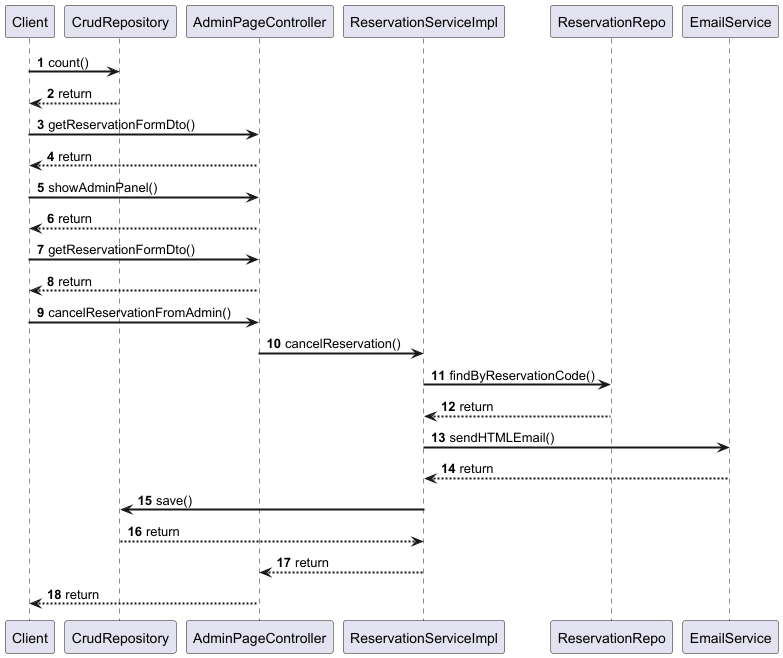 Client CrudRepository AdminPageController ReservationServiceImpl ReservationRepo EmailService
1 count()
2 return
3 getReservationFormDto()
4 return
5 showAdminPanel()
6 return
7 getReservationFormDto()
8 return
9 cancelReservationFromAdmin()
10 cancelReservation()
11 findByReservationCode()
12 return
13 sendHTMLEmail()
14 return
15 save()
16 return
17 return
18 return
Client CrudRepository AdminPageController ReservationServiceImpl ReservationRepo EmailService